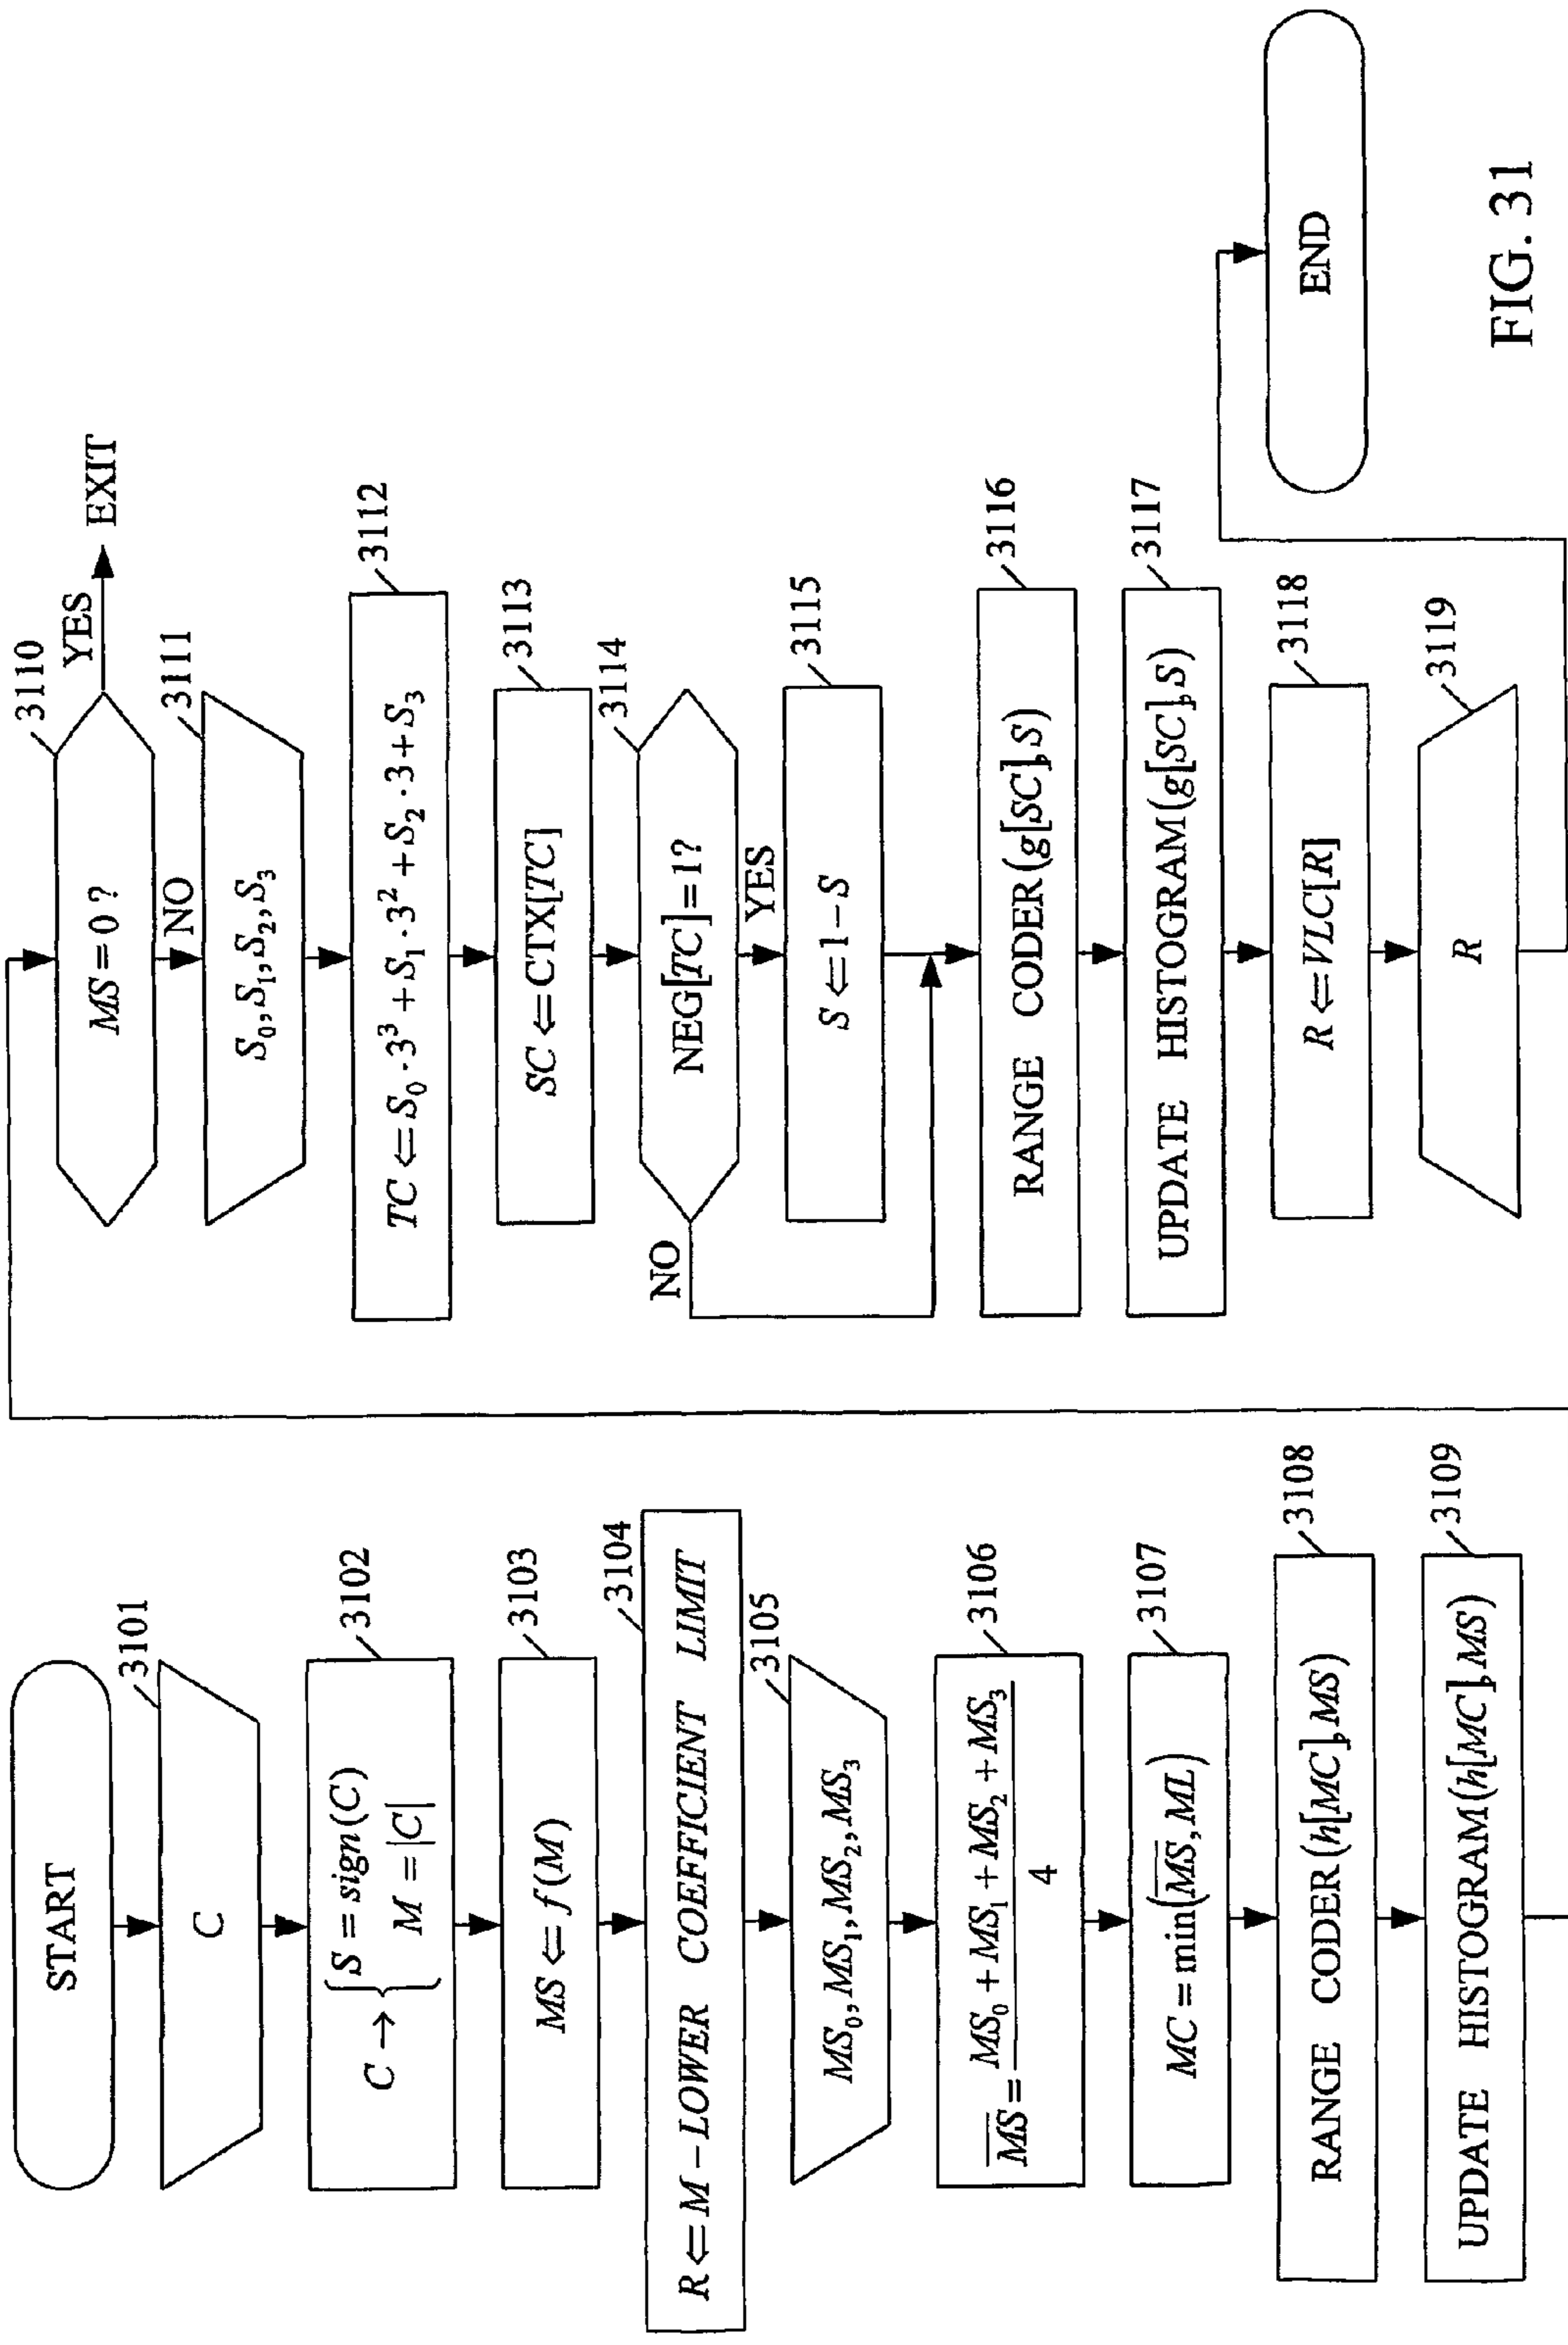 START
3101
C
3102
C → { S = sign(C)
M = |C|
3103
MS ⇐ f(M)
3104
R ⇐ M – LOWER COEFFICIENT LIMIT
3105
MS₀, MS₁, MS₂, MS₃
3106
M̅S̅ = (MS₀ + MS₁ + MS₂ + MS₃) / 4
3107
MC = min(M̅S̅, ML)
3108
RANGE CODER(h[MC], MS)
3109
UPDATE HISTOGRAM(h[MC], MS)
3110
MS = 0 ?
YES
EXIT
NO
3111
S₀, S₁, S₂, S₃
3112
TC ⇐ S₀ · 3³ + S₁ · 3² + S₂ · 3 + S₃
3113
SC ⇐ CTX[TC]
3114
NEG[TC] = 1?
NO
YES
3115
S ⇐ 1 – S
3116
RANGE CODER(g[SC], S)
3117
UPDATE HISTOGRAM(g[SC], S)
3118
R ⇐ VLC[R]
3119
R
END
FIG. 31